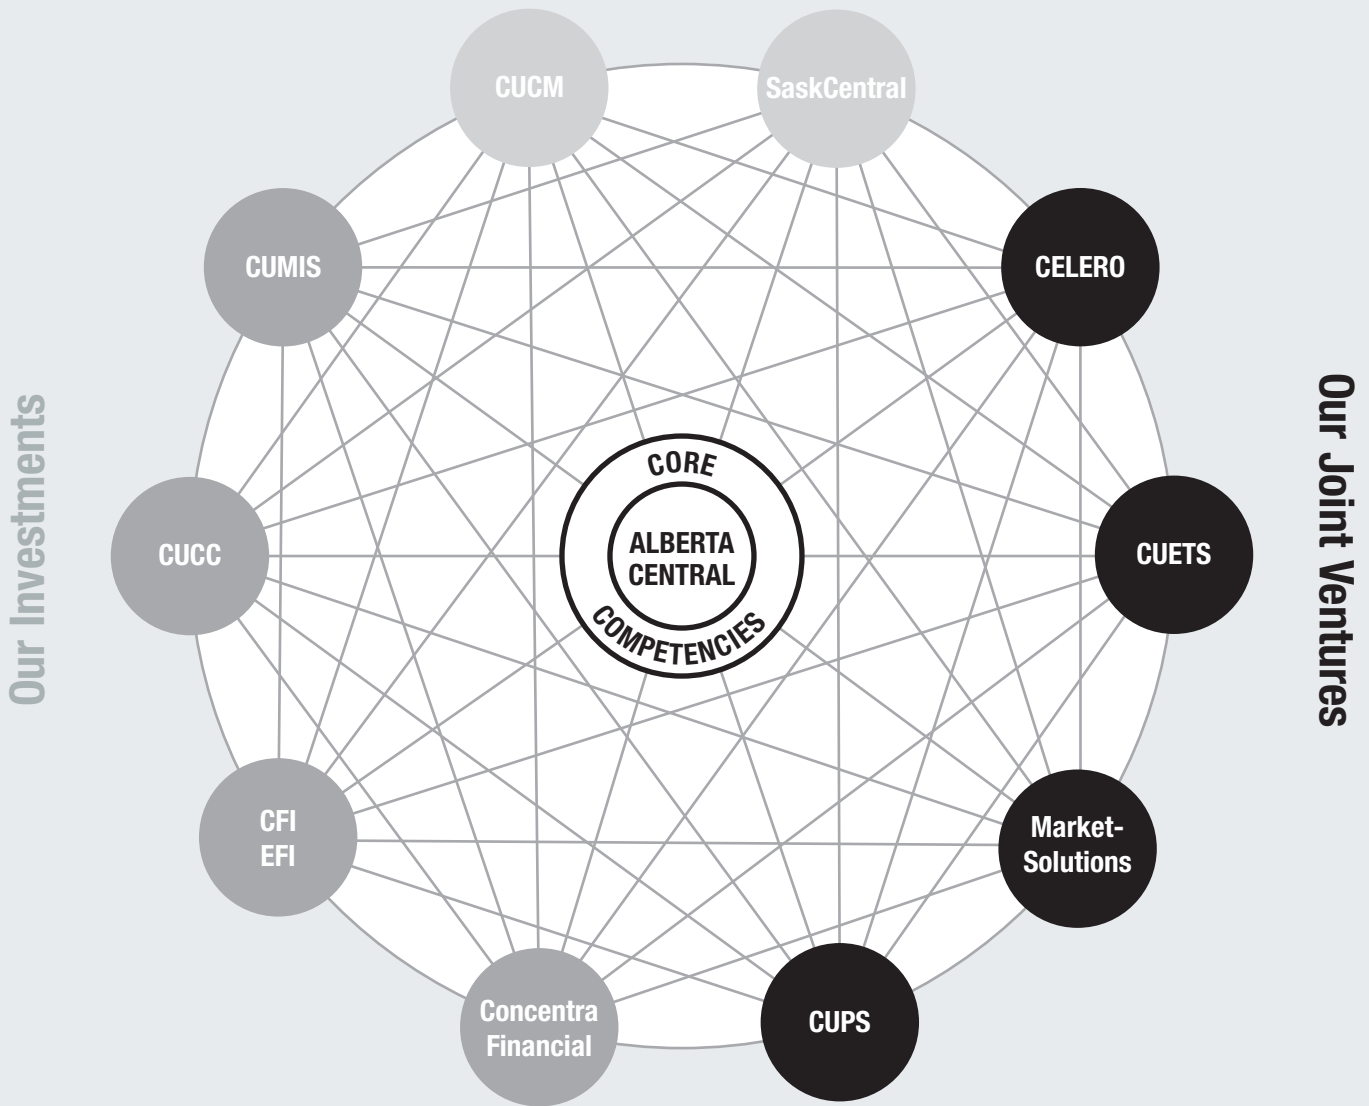 CUCM
SaskCentral
CUMIS
CELERO
Our Investments
Our Joint Ventures
CORE
ALBERTA
CENTRAL
COMPETENCIES
CUCC
CUETS
CFI
EFI
Market-
Solutions
Concentra
Financial
CUPS